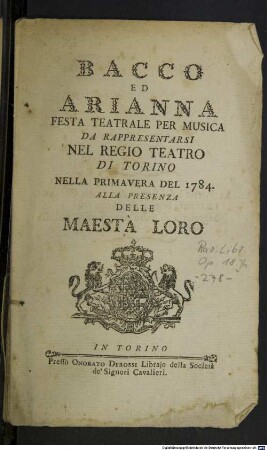 BACCO
ED
ARIANNA
FESTA TEATRALE PER MUSICA
DA RAPPRESENTARSI
NEL REGIO TEATRO
DI TORINO
NELLA PRIMAVERA DEL 1784.
ALLA PRESENZA
DELLE
MAESTÀ LORO
-248-
IN TORINO
Presso ONORATO DEROSSI Librajo della Società
de' Signori Cavalieri.